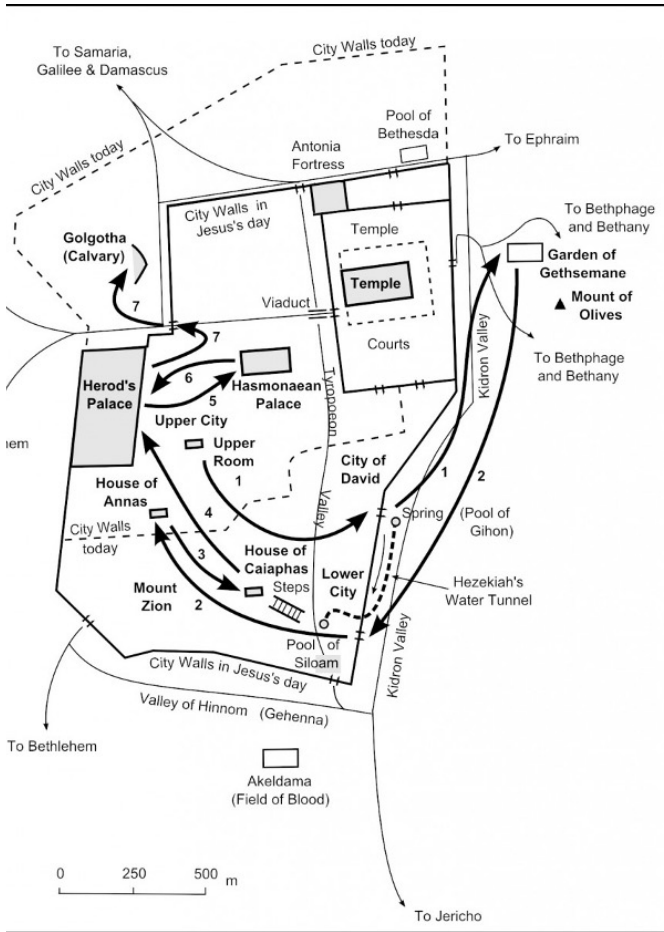 To Samaria,
Galilee & Damascus
City Walls today
Pool of
Bethesda
To Ephraim
Antonia
Fortress
City Walls today
City Walls in
Jesus's day
Temple
To Bethphage
and Bethany
Golgotha
(Calvary)
Garden of
Gethsemane
Temple
Mount of
Olives
7
Viaduct
7
Courts
Kidron Valley
To Bethphage
and Bethany
Herod's
Palace
6
Hasmonaean
Palace
5
Tyropoeon
Valley
hem
Upper City
Upper
Room
City of
David
1
2
House of
Annas
1
4
Spring
(Pool of
Gihon)
City Walls
today
3
House of
Caiaphas
Lower
City
Hezekiah's
Water Tunnel
Mount
Zion
2
Steps
Pool of
Siloam
Kidron Valley
City Walls in Jesus's day
Valley of Hinnom (Gehenna)
To Bethlehem
Akeldama
(Field of Blood)
0 250 500 m
To Jericho